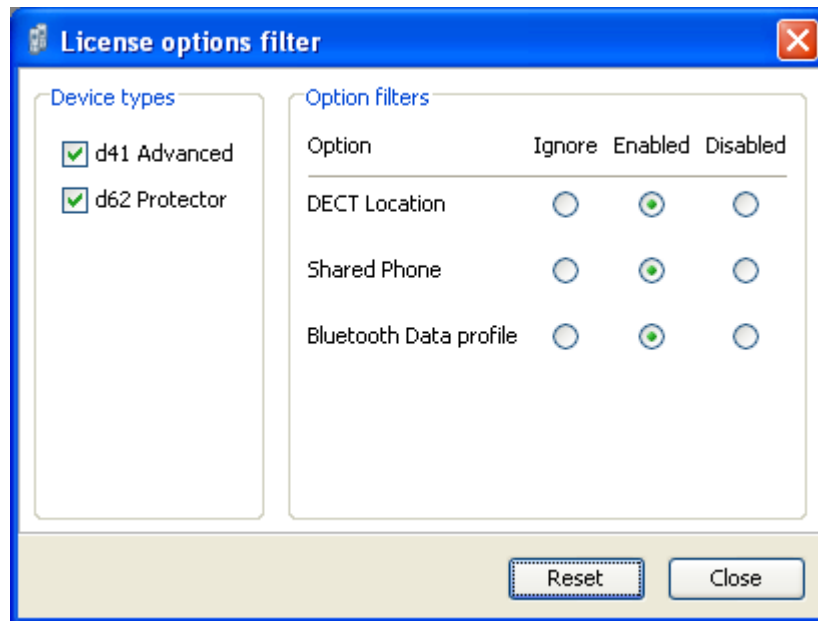 License options filter
Device types
d41 Advanced
d62 Protector
Option filters
Option Ignore Enabled Disabled
DECT Location
Shared Phone
Bluetooth Data profile
Reset Close